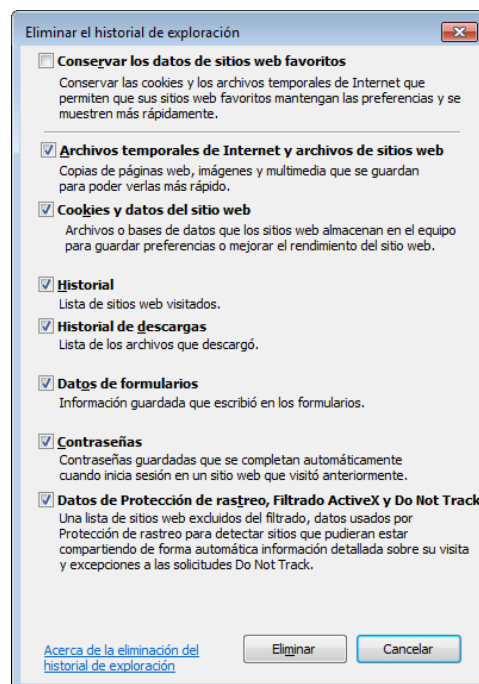 Eliminar el historial de exploración
Conservar los datos de sitios web favoritos
Conservar las cookies y los archivos temporales de Internet que
permiten que sus sitios web favoritos mantengan las preferencias y se
muestren más rápidamente.
Archivos temporales de Internet y archivos de sitios web
Copias de páginas web, imágenes y multimedia que se guardan
para poder verlas más rápido.
Cookies y datos del sitio web
Archivos o bases de datos que los sitios web almacenan en el equipo
para guardar preferencias o mejorar el rendimiento del sitio web.
Historial
Lista de sitios web visitados.
Historial de descargas
Lista de los archivos que descargó.
Datos de formularios
Información guardada que escribió en los formularios.
Contraseñas
Contraseñas guardadas que se completan automáticamente
cuando inicia sesión en un sitio web que visitó anteriormente.
Datos de Protección de rastreo, Filtrado ActiveX y Do Not Track
Una lista de sitios web excluidos del filtrado, datos usados por
Protección de rastreo para detectar sitios que pudieran estar
compartiendo de forma automática información detallada sobre su visita
y excepciones a las solicitudes Do Not Track.
Acerca de la eliminación del
historial de exploración
Eliminar
Cancelar